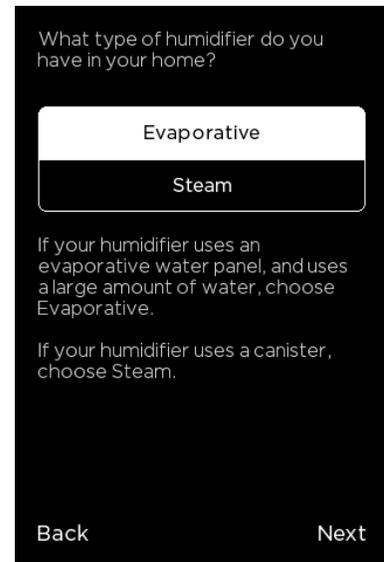 What type of humidifier do you
have in your home?
Evaporative
Steam
If your humidifier uses an
evaporative water panel, and uses
a large amount of water, choose
Evaporative.
If your humidifier uses a canister,
choose Steam.
Back
Next